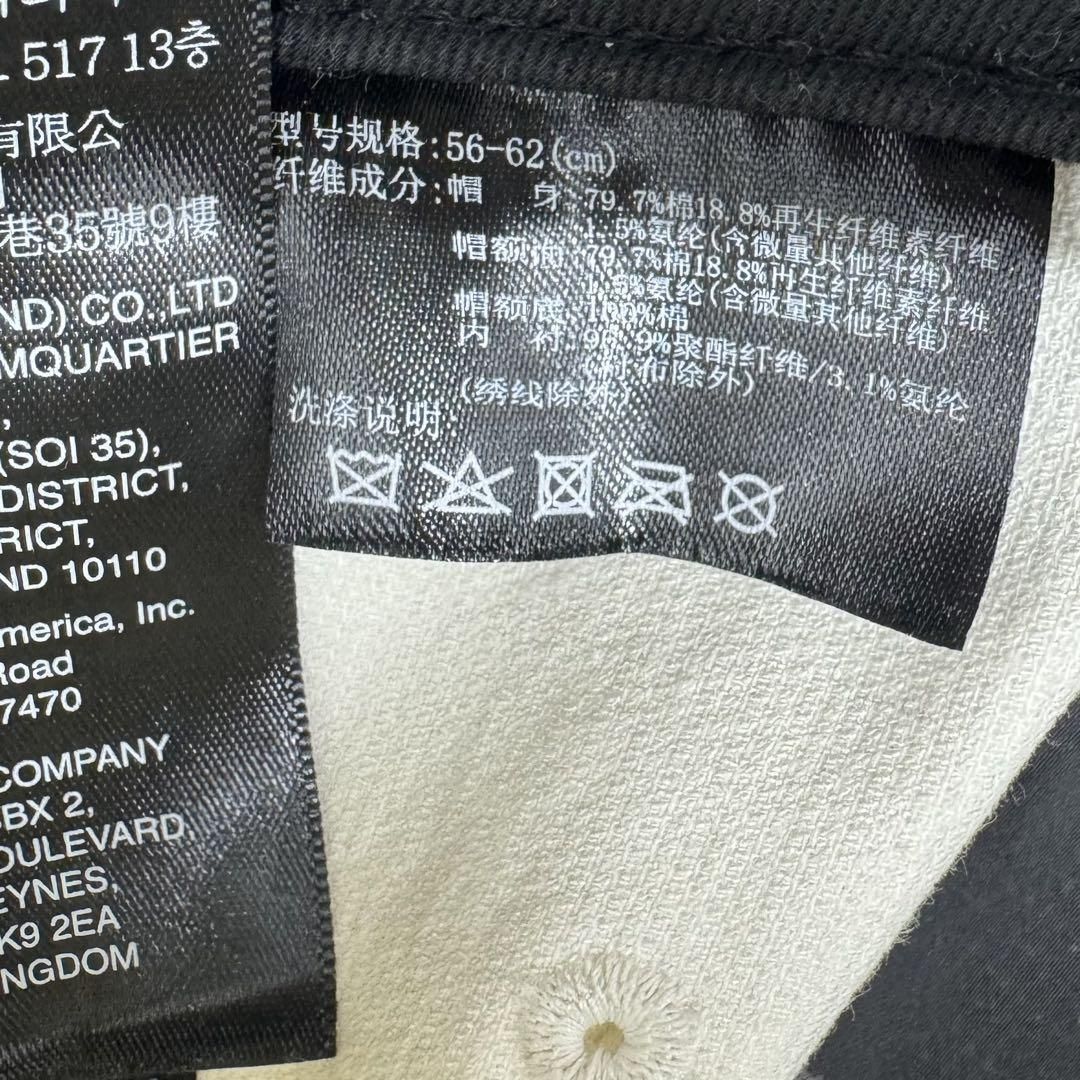 517 13층
有限公
巷35號9樓
ND) CO., LTD
MQUARTIER
(SOI 35),
DISTRICT,
RICT,
ND 10110
merica, Inc.
Road
7470
COMPANY
BX 2,
OULEVARD,
EYNES,
K9 2EA
NGDOM
型号规格:56-62(cm)
纤维成分:帽 身:79.7%棉18.8%再生纤维素纤维
1.5%氨纶(含微量其他纤维)
帽额面:79.7%棉18.8%再生纤维素纤维
1.5%氨纶(含微量其他纤维)
帽额底:100%棉
内 衬:96.9%聚酯纤维/3.1%氨纶
(绣线除外)
洗涤说明